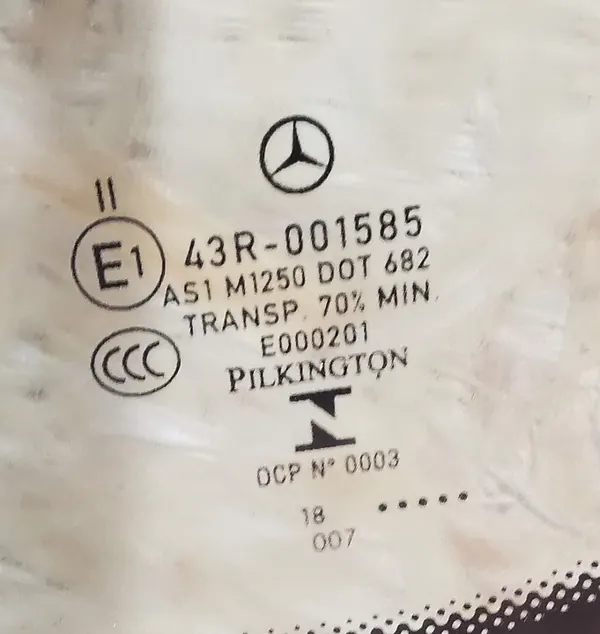 II
E1 43R-001585
AS1 M1250 DOT 682
TRANSP. 70% MIN.
E000201
CCC
PILKINGTON
OCP N° 0003
18 .....
007